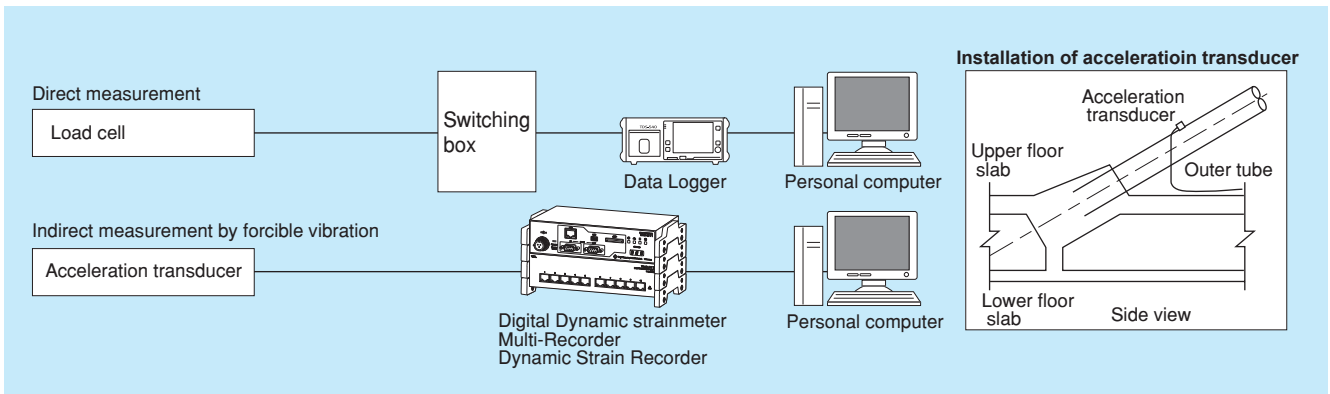 Installation of acceleratioin transducer
Direct measurement
Load cell
Switching
box
TDS-540
Data Logger
Personal computer
Indirect measurement by forcible vibration
Acceleration transducer
Digital Dynamic strainmeter
Multi-Recorder
Dynamic Strain Recorder
Personal computer
Acceleration
transducer
Upper floor
slab
Outer tube
Lower floor
slab
Side view